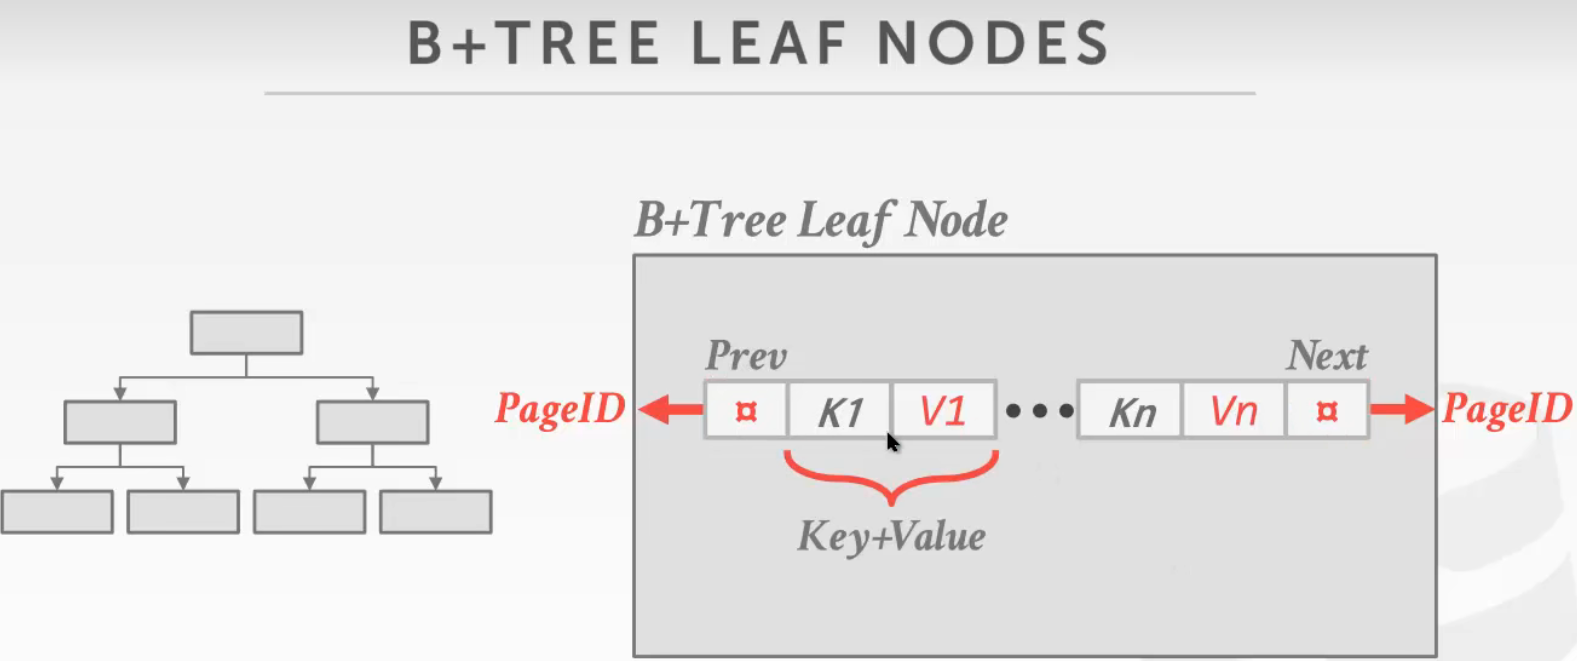 B+TREE LEAF NODES
B+Tree Leaf Node
Prev Next
PageID ¤ K1 V1 ••• Kn Vn ¤ PageID
Key+Value